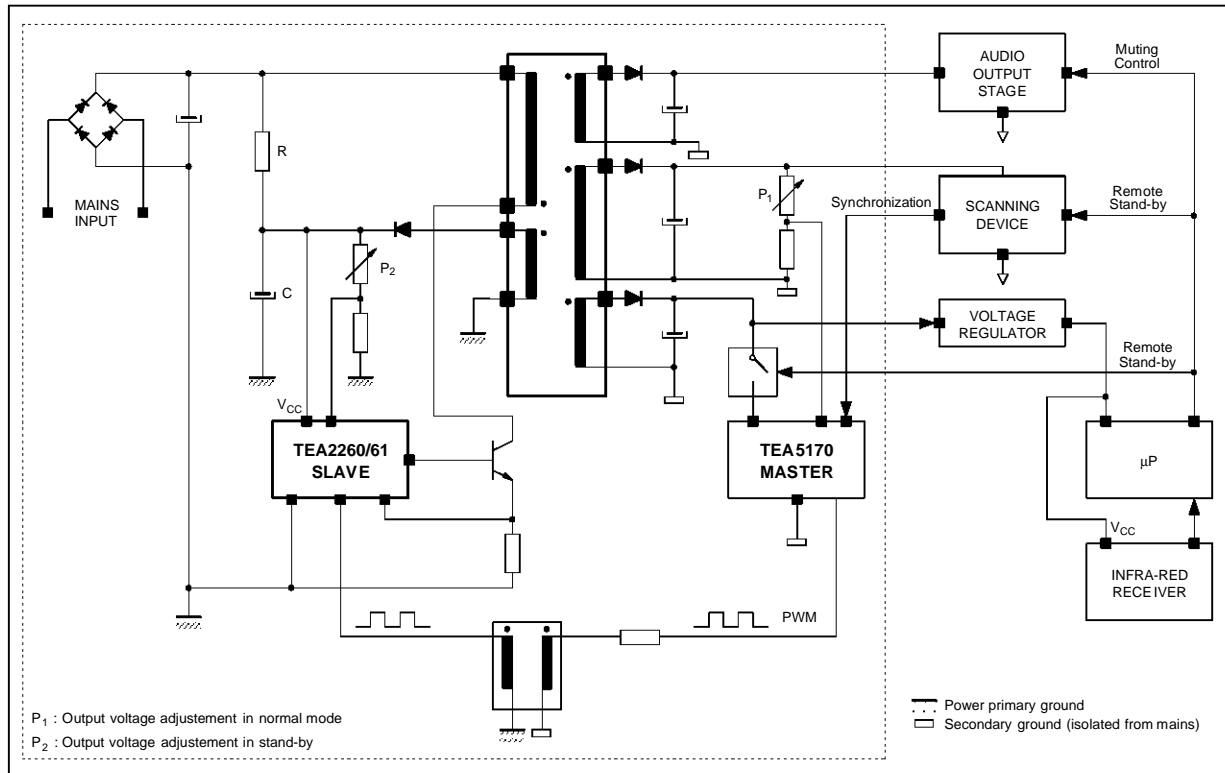 AUDIO
OUTPUT
STAGE
Muting
Control
R
MAINS
INPUT
P1
Synchronization
SCANNING
DEVICE
Remote
Stand-by
P2
C
VOLTAGE
REGULATOR
Remote
Stand-by
VCC
TEA2260/61
SLAVE
TEA5170
MASTER
µP
VCC
INFRA-RED
RECEIVER
PWM
P1 : Output voltage adjustement in normal mode
P2 : Output voltage adjustement in stand-by
Power primary ground
Secondary ground (isolated from mains)